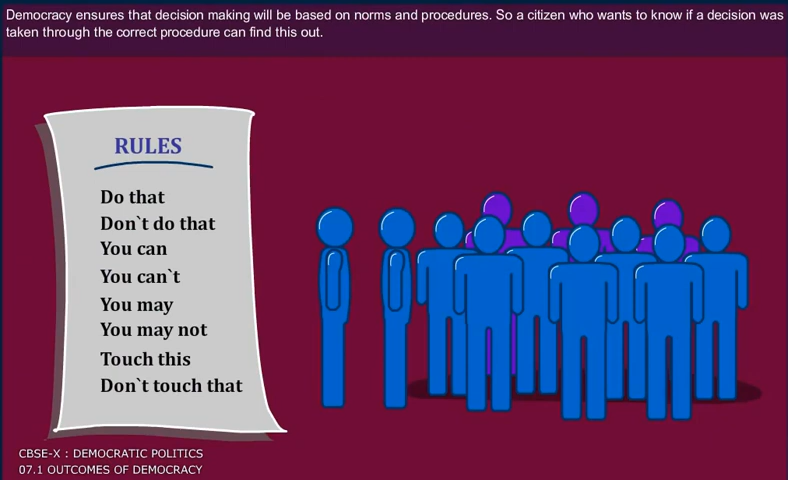 Democracy ensures that decision making will be based on norms and procedures. So a citizen who wants to know if a decision was
taken through the correct procedure can find this out.
RULES
Do that
Don`t do that
You can
You can`t
You may
You may not
Touch this
Don`t touch that
CBSE-X : DEMOCRATIC POLITICS
07.1 OUTCOMES OF DEMOCRACY